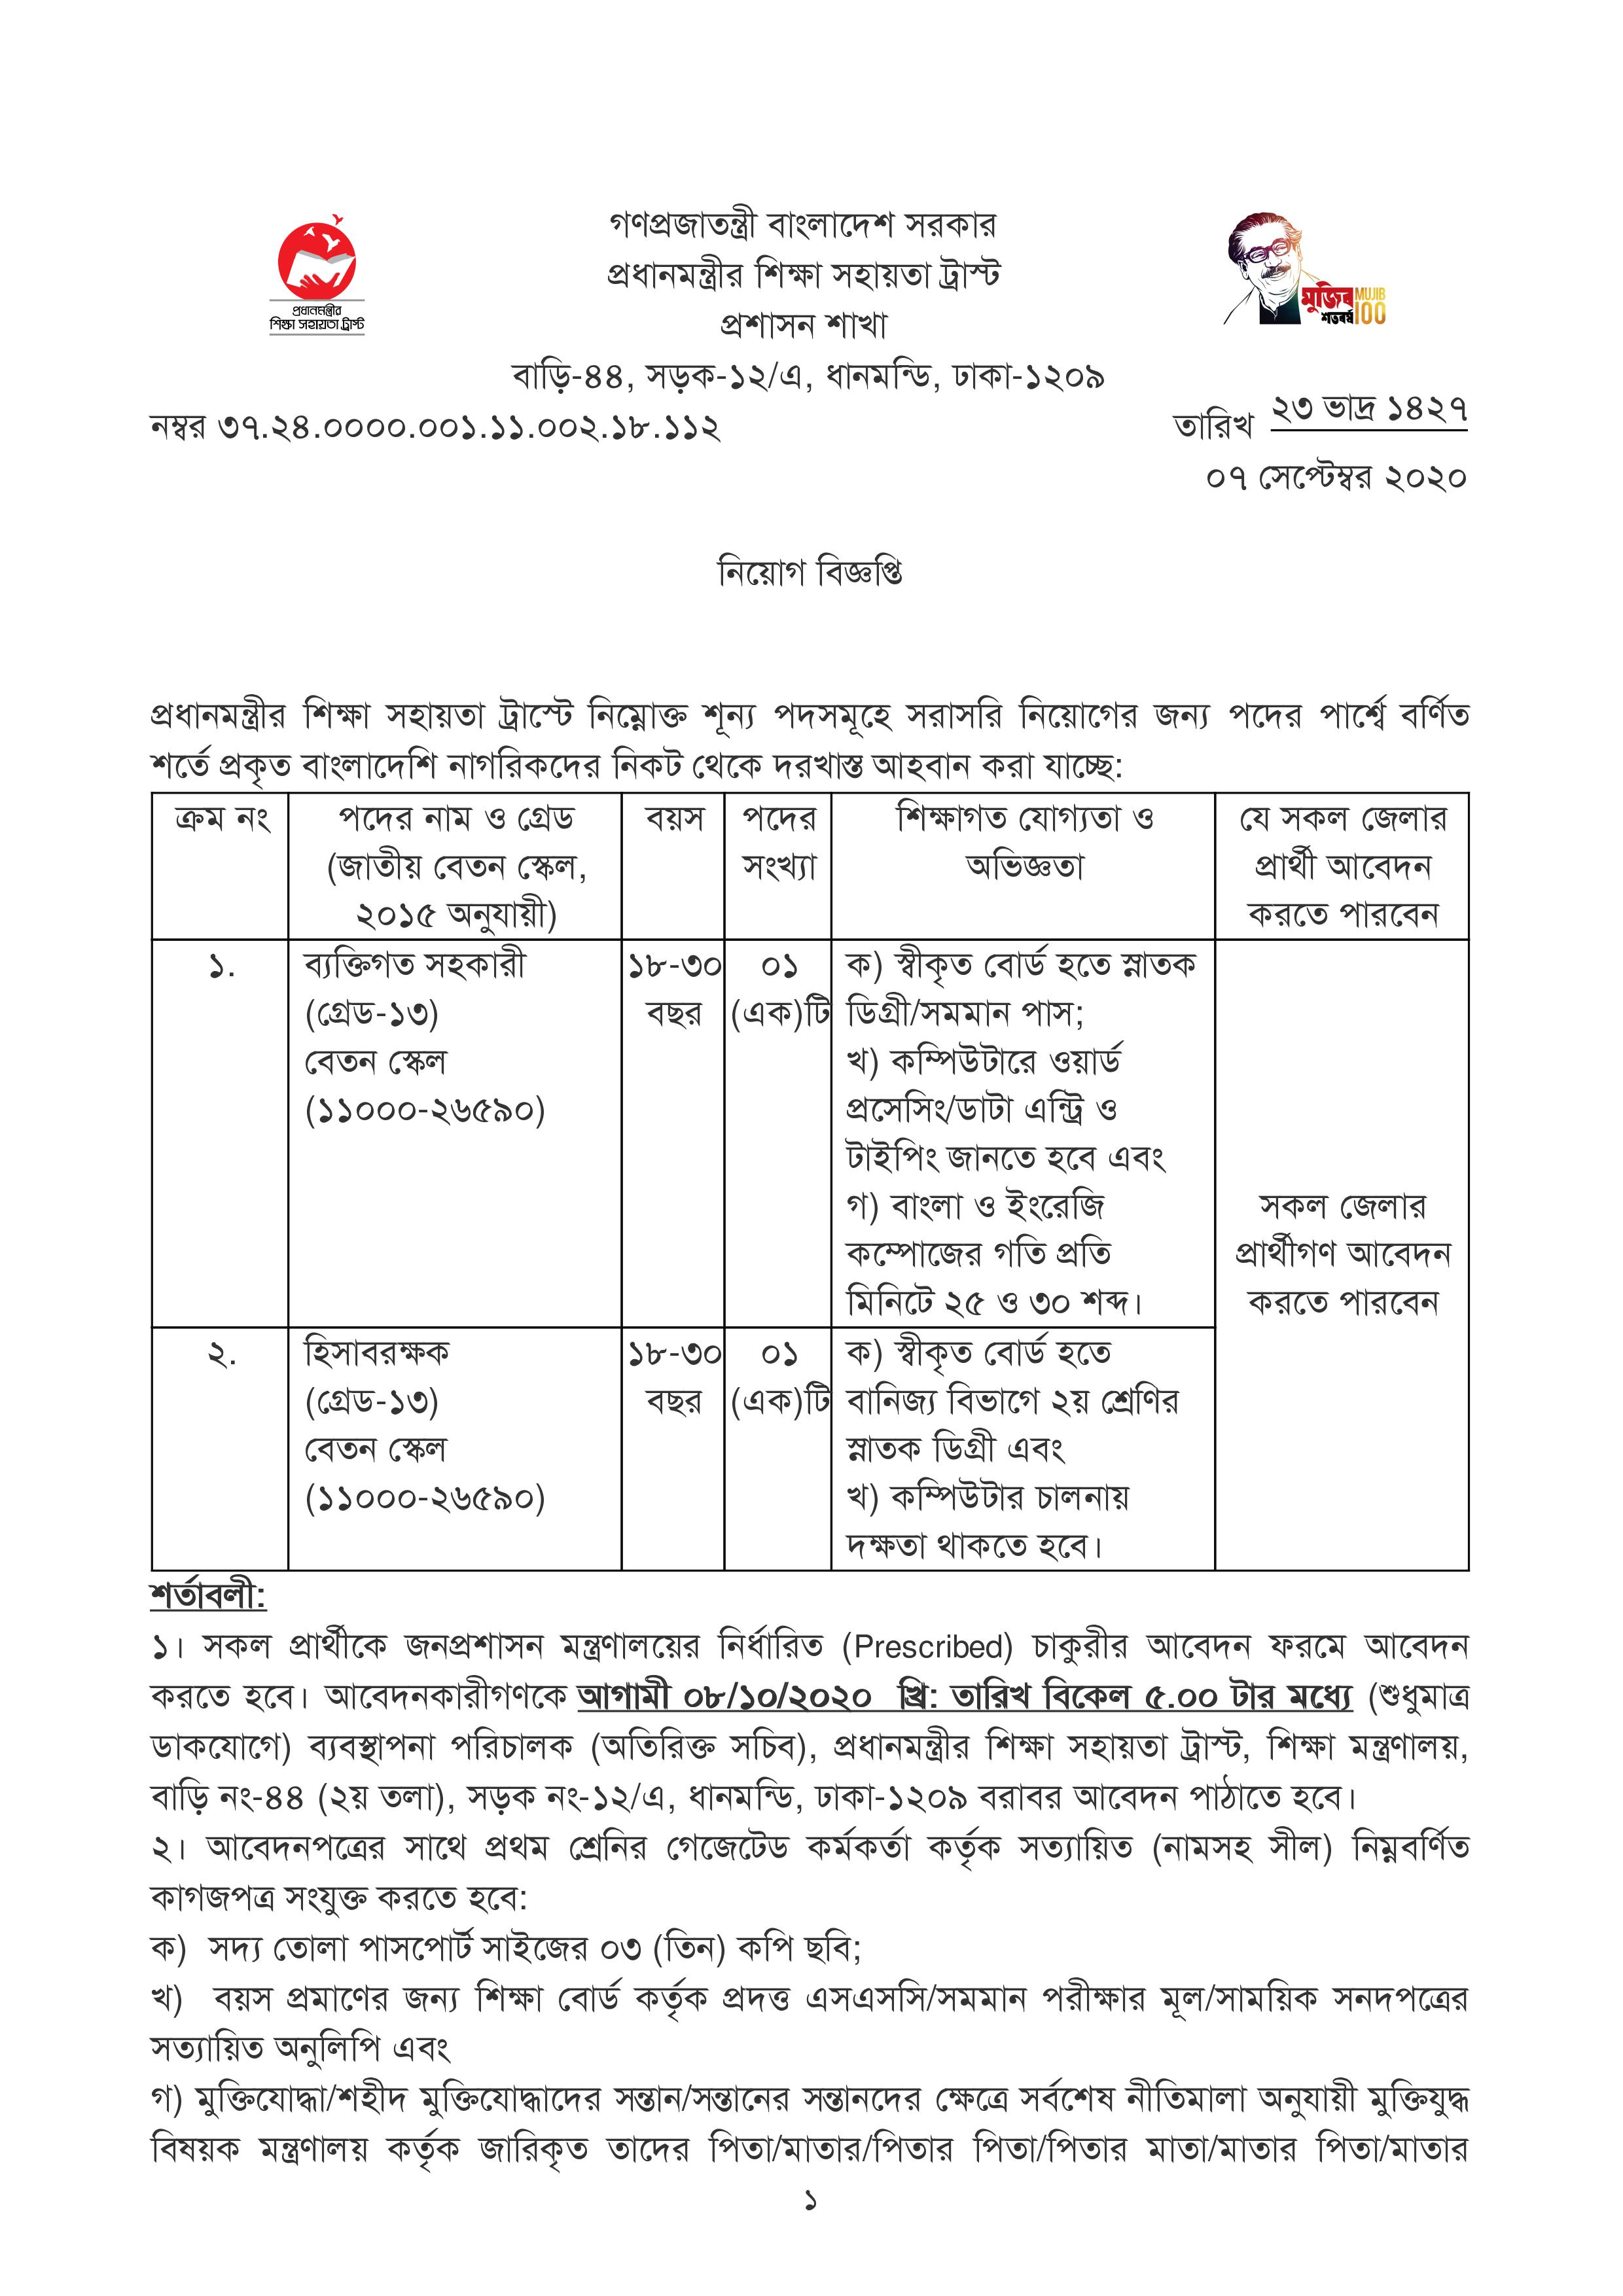 গণপ্রজাতন্ত্রী বাংলাদেশ সরকার
প্রধানমন্ত্রীর শিক্ষা সহায়তা ট্রাস্ট
প্রশাসন শাখা
বাড়ি-৪৪, সড়ক-১২/এ, ধানমন্ডি, ঢাকা-১২০৯
প্রধানমন্ত্রীর
শিক্ষা সহায়তা ট্রাস্ট
মুজিব MUJIB
শতবর্ষ 100
নম্বর ৩৭.২৪.০০০০.০০১.১১.০০২.১৮.১১২
তারিখ ২৩ ভাদ্র ১৪২৭
০৭ সেপ্টেম্বর ২০২০
নিয়োগ বিজ্ঞপ্তি
প্রধানমন্ত্রীর শিক্ষা সহায়তা ট্রাস্টে নিম্নোক্ত শূন্য পদসমূহে সরাসরি নিয়োগের জন্য পদের পার্শ্বে বর্ণিত
শর্তে প্রকৃত বাংলাদেশি নাগরিকদের নিকট থেকে দরখাস্ত আহবান করা যাচ্ছে:
ক্রম নং
পদের নাম ও গ্রেড
(জাতীয় বেতন স্কেল,
২০১৫ অনুযায়ী)
বয়স
পদের
সংখ্যা
শিক্ষাগত যোগ্যতা ও
অভিজ্ঞতা
যে সকল জেলার
প্রার্থী আবেদন
করতে পারবেন
১.
ব্যক্তিগত সহকারী
(গ্রেড-১৩)
বেতন স্কেল
(১১০০০-২৬৫৯০)
১৮-৩০
বছর
০১
(এক)টি
ক) স্বীকৃত বোর্ড হতে স্নাতক
ডিগ্রী/সমমান পাস;
খ) কম্পিউটারে ওয়ার্ড
প্রসেসিং/ডাটা এন্ট্রি ও
টাইপিং জানতে হবে এবং
গ) বাংলা ও ইংরেজি
কম্পোজের গতি প্রতি
মিনিটে ২৫ ও ৩০ শব্দ।
সকল জেলার
প্রার্থীগণ আবেদন
করতে পারবেন
২.
হিসাবরক্ষক
(গ্রেড-১৩)
বেতন স্কেল
(১১০০০-২৬৫৯০)
১৮-৩০
বছর
০১
(এক)টি
ক) স্বীকৃত বোর্ড হতে
বানিজ্য বিভাগে ২য় শ্রেণির
স্নাতক ডিগ্রী এবং
খ) কম্পিউটার চালনায়
দক্ষতা থাকতে হবে।
শর্তাবলী:
১। সকল প্রার্থীকে জনপ্রশাসন মন্ত্রণালয়ের নির্ধারিত (Prescribed) চাকুরীর আবেদন ফরমে আবেদন
করতে হবে। আবেদনকারীগণকে আগামী ০৮/১০/২০২০ খ্রি: তারিখ বিকেল ৫.০০ টার মধ্যে (শুধুমাত্র
ডাকযোগে) ব্যবস্থাপনা পরিচালক (অতিরিক্ত সচিব), প্রধানমন্ত্রীর শিক্ষা সহায়তা ট্রাস্ট, শিক্ষা মন্ত্রণালয়,
বাড়ি নং-৪৪ (২য় তলা), সড়ক নং-১২/এ, ধানমন্ডি, ঢাকা-১২০৯ বরাবর আবেদন পাঠাতে হবে।
২। আবেদনপত্রের সাথে প্রথম শ্রেনির গেজেটেড কর্মকর্তা কর্তৃক সত্যায়িত (নামসহ সীল) নিম্নবর্ণিত
কাগজপত্র সংযুক্ত করতে হবে:
ক) সদ্য তোলা পাসপোর্ট সাইজের ০৩ (তিন) কপি ছবি;
খ) বয়স প্রমাণের জন্য শিক্ষা বোর্ড কর্তৃক প্রদত্ত এসএসসি/সমমান পরীক্ষার মূল/সাময়িক সনদপত্রের
সত্যায়িত অনুলিপি এবং
গ) মুক্তিযোদ্ধা/শহীদ মুক্তিযোদ্ধাদের সন্তান/সন্তানের সন্তানদের ক্ষেত্রে সর্বশেষ নীতিমালা অনুযায়ী মুক্তিযুদ্ধ
বিষয়ক মন্ত্রণালয় কর্তৃক জারিকৃত তাদের পিতা/মাতার/পিতার পিতা/পিতার মাতা/মাতার পিতা/মাতার
১